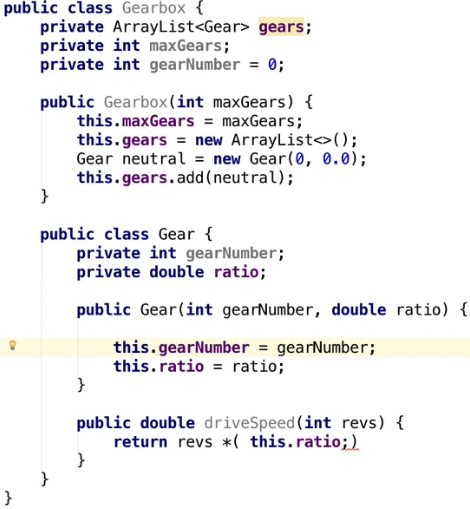 public class Gearbox {
private ArrayList<Gear> gears;
private int maxGears;
private int gearNumber = 0;
public Gearbox(int maxGears) {
this.maxGears = maxGears;
this.gears = new ArrayList<>();
Gear neutral = new Gear(0, 0.0);
this.gears.add(neutral);
}
public class Gear {
private int gearNumber;
private double ratio;
public Gear(int gearNumber, double ratio) {
this.gearNumber = gearNumber;
this.ratio = ratio;
}
public double driveSpeed(int revs) {
return revs *( this.ratio;)
}
}
}